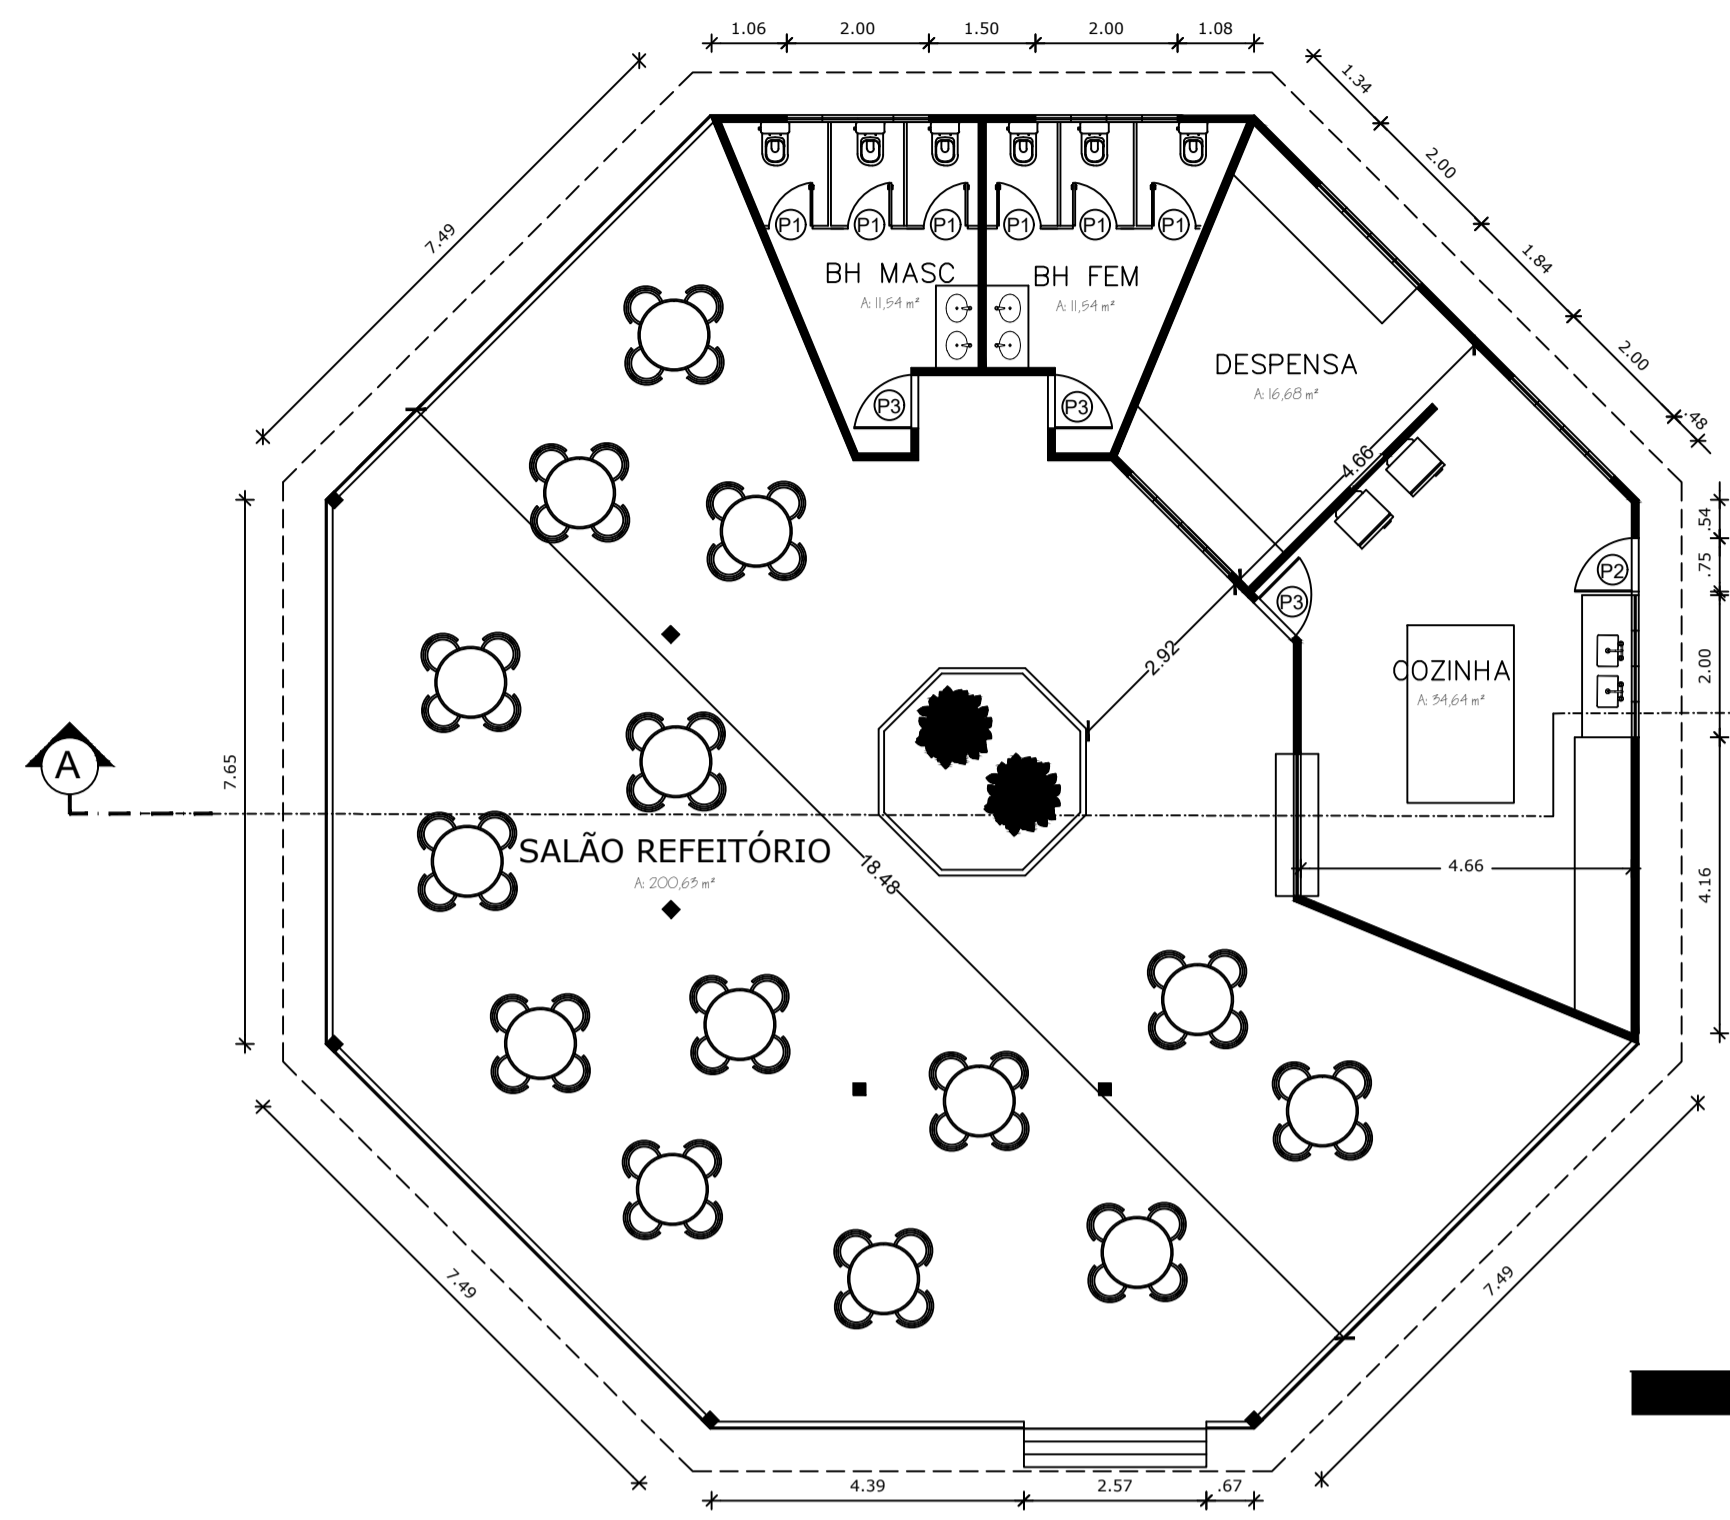 1.06 2.00 1.50 2.00 1.08
1.34
2.00
1.84
2.00
.48
7.49
P1 P1 P1 P1 P1 P1
BH MASC BH FEM
A: 11,54 m² A: 11,54 m²
DESPENSA
A: 16,68 m²
P3 P3
4.66
.54
.75
P2
P3
2.92
COZINHA
A: 34,64 m²
2.00
A
7.65
SALÃO REFEITÓRIO
A: 200,63 m²
18.48
4.66
4.16
7.49
7.49
4.39 2.57 .67